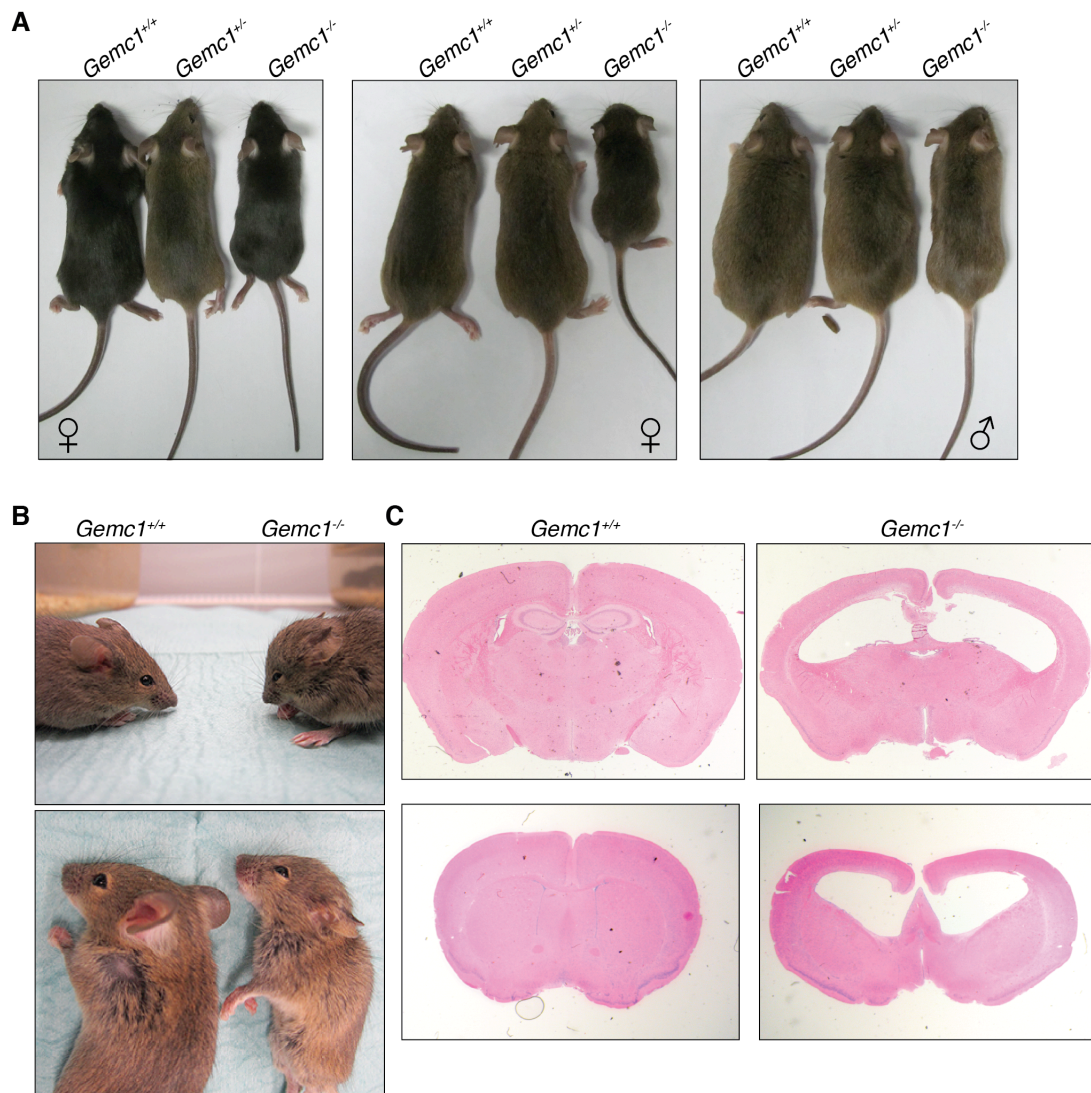 A
Gemc1+/+ Gemc1+/- Gemc1-/- Gemc1+/+ Gemc1+/- Gemc1-/- Gemc1+/+ Gemc1+/- Gemc1-/-
♀ ♀ ♂
B
Gemc1+/+ Gemc1-/-
C
Gemc1+/+ Gemc1-/-